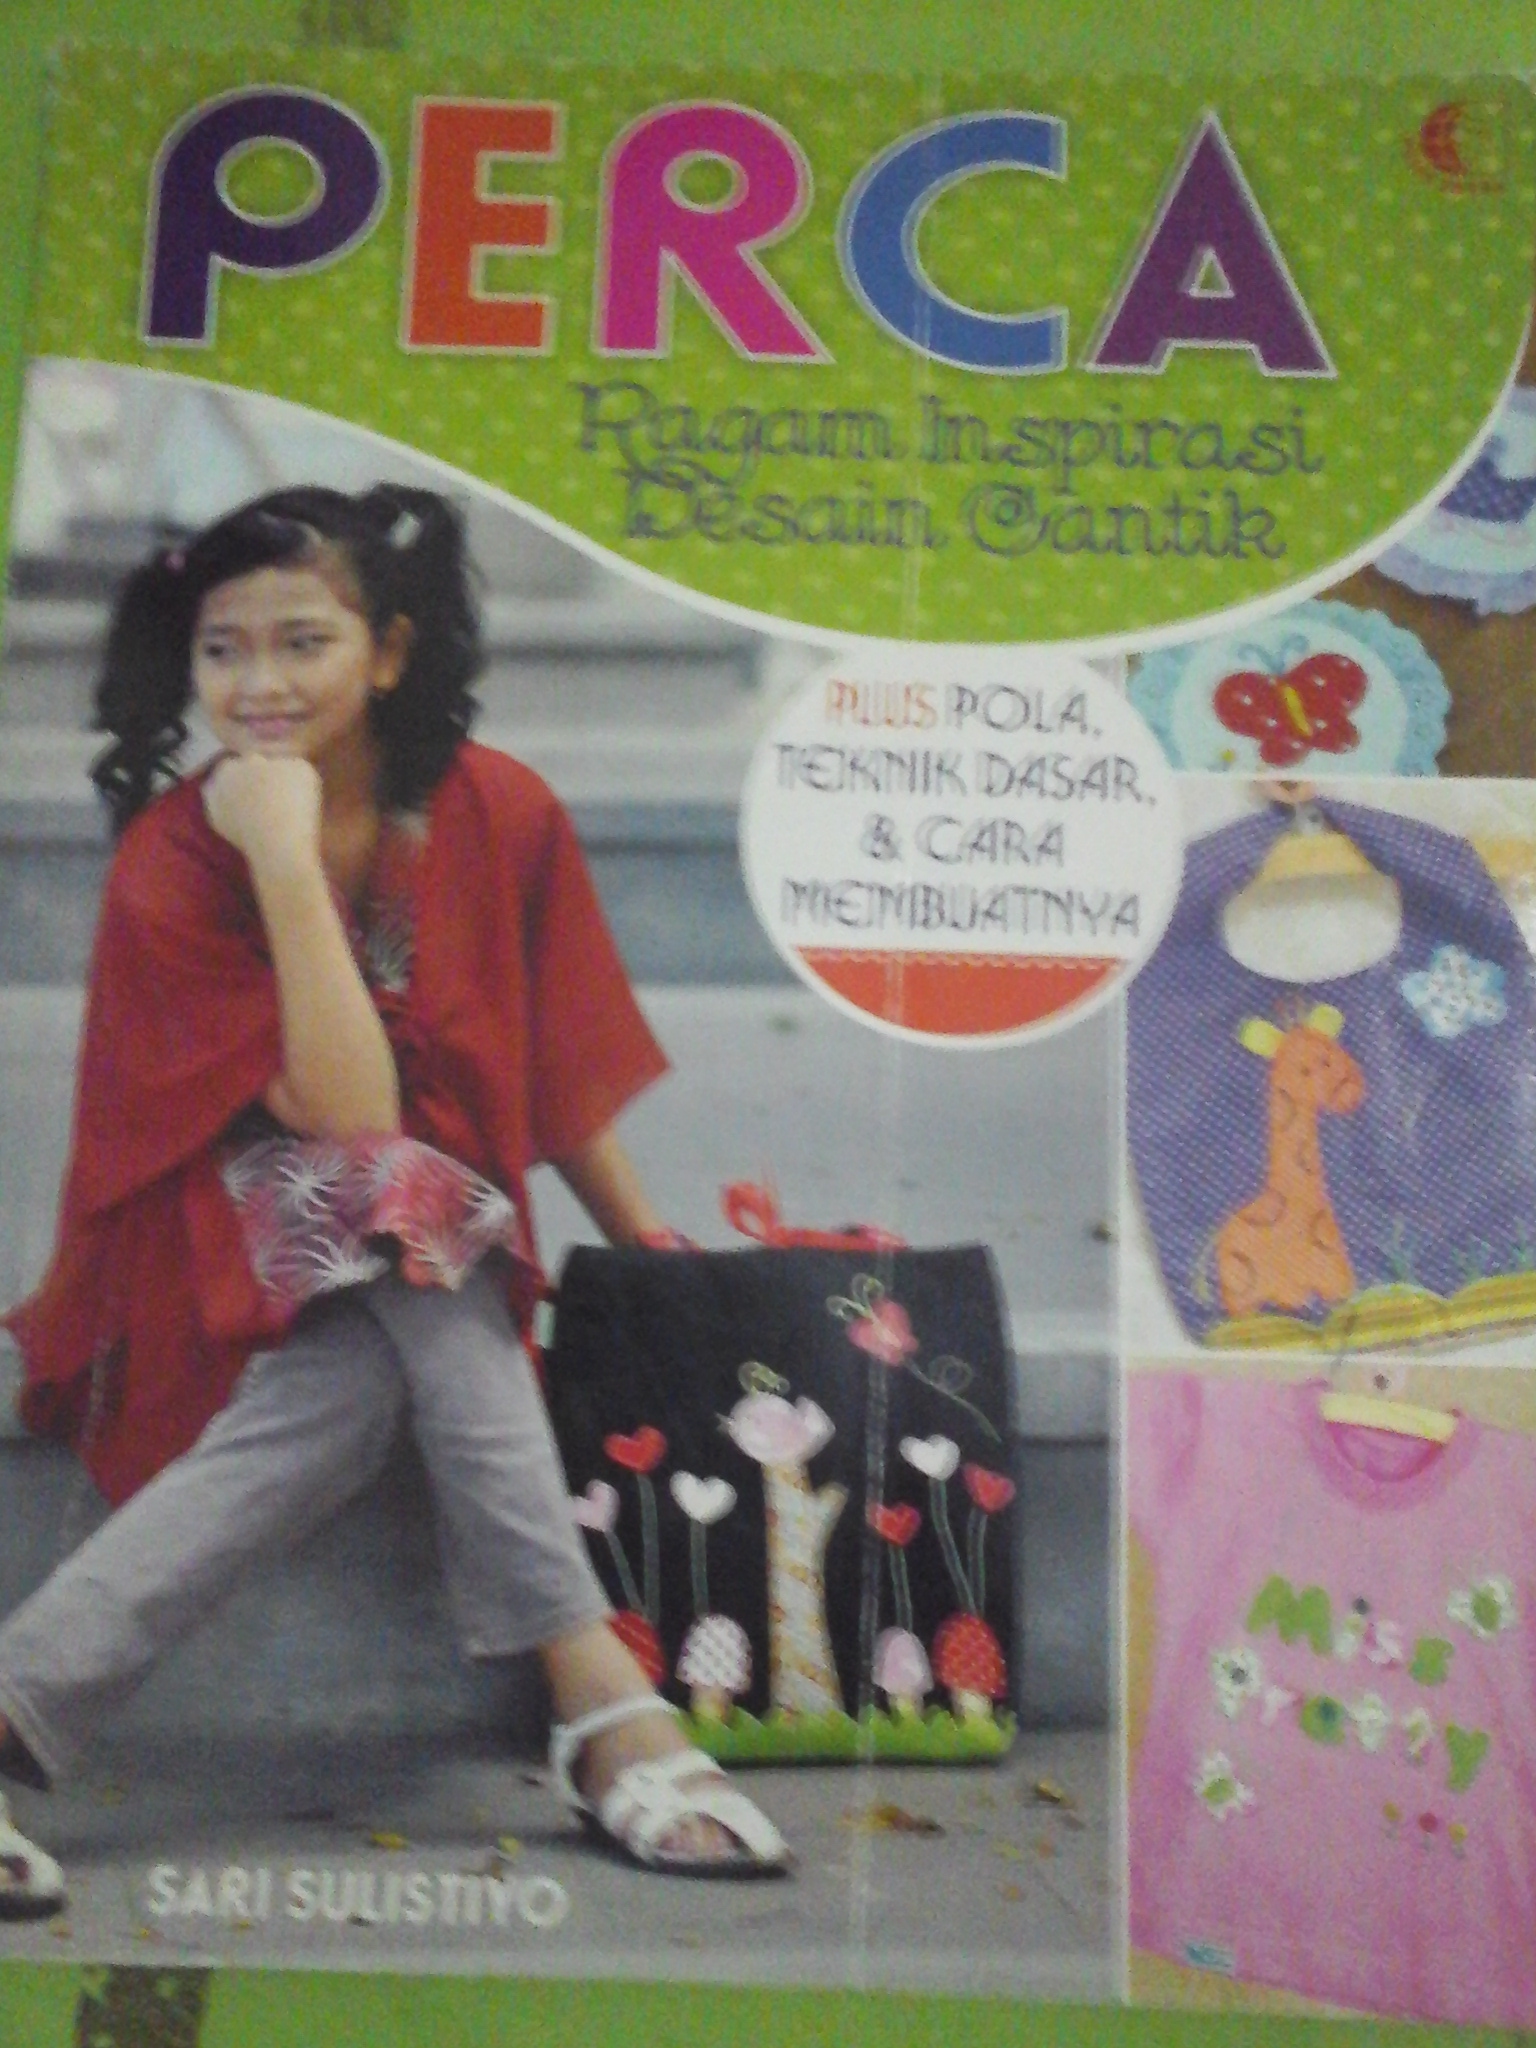 PERCA
Ragam Inspirasi
Desain Cantik
PLUS POLA,
TEKNIK DASAR,
& CARA
MEMBUATNYA
Miss
Pretty
SARI SULISTIYO